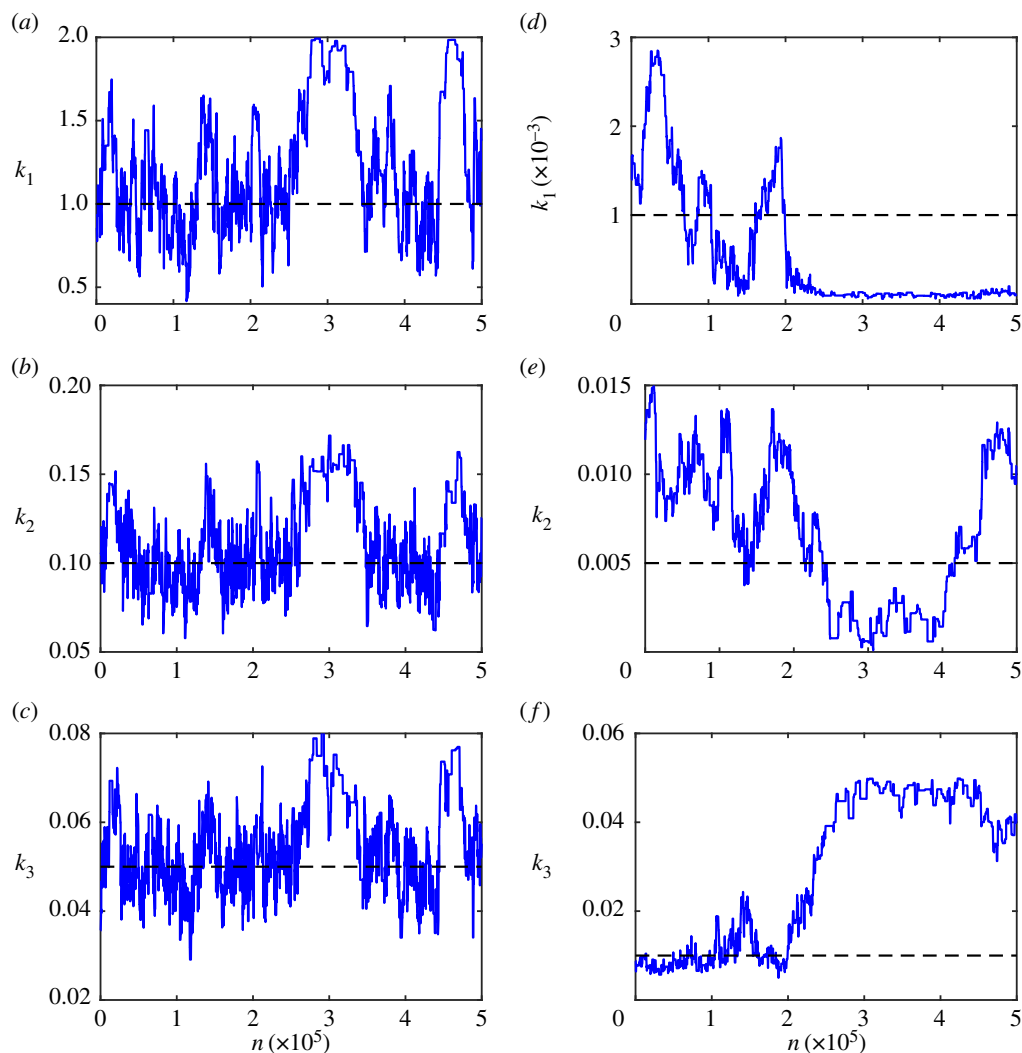 (a)
2.0
1.5
k1
1.0
0.5
0 1 2 3 4 5
(b)
0.20
0.15
k2
0.10
0.05
0 1 2 3 4 5
(c)
0.08
0.06
k3
0.04
0.02
0 1 2 3 4 5
n (×10⁵)
(d)
3
2
k1 (×10⁻³)
1
0 1 2 3 4 5
(e)
0.015
0.010
k2
0.005
0 1 2 3 4 5
(f)
0.06
0.04
k3
0.02
0 1 2 3 4 5
n (×10⁵)